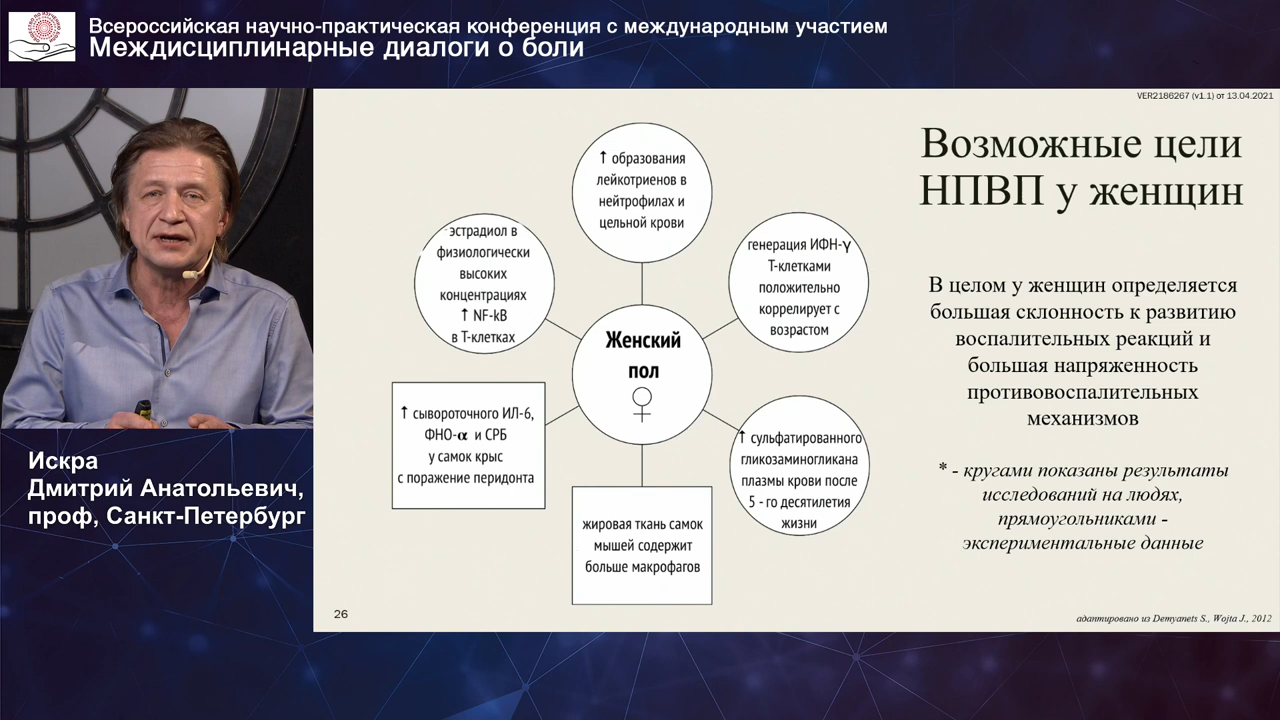 Всероссийская научно-практическая конференция с международным участием
Междисциплинарные диалоги о боли
VER2186267 (v1.1) от 13.04.2021
Возможные цели
НПВП у женщин
↑ образования
лейкотриенов в
нейтрофилах и
цельной крови
эстрадиол в
физиологически
высоких
концентрациях
↑ NF-kB
в Т-клетках
генерация ИФН-γ
Т-клетками
положительно
коррелирует с
возрастом
Женский
пол
♀
↑ сывороточного ИЛ-6,
ФНО-α и СРБ
у самок крыс
с поражение перидонта
↑ сульфатированного
гликозаминогликана
плазмы крови после
5 - го десятилетия
жизни
жировая ткань самок
мышей содержит
больше макрофагов
В целом у женщин определяется
большая склонность к развитию
воспалительных реакций и
большая напряженность
противовоспалительных
механизмов
* - кругами показаны результаты
исследований на людях,
прямоугольниками -
экспериментальные данные
26
адаптировано из Demyanets S., Wojta J., 2012
Искра
Дмитрий Анатольевич,
проф, Санкт-Петербург